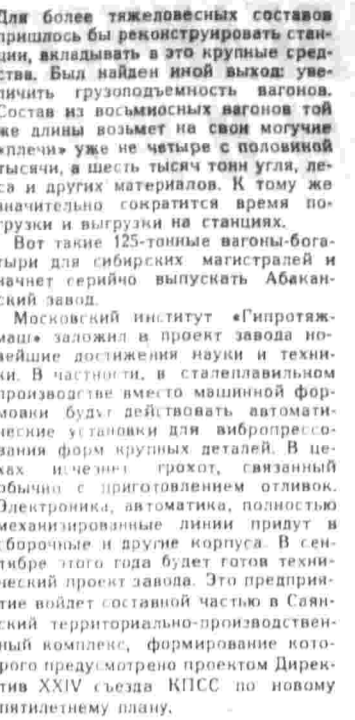 Для более тяжеловесных составов
пришлось бы реконструировать стан-
ции, вкладывать в это крупные сред-
ства. Был найден иной выход: уве-
личить грузоподъемность вагонов.
Состав из восьмиосных вагонов той
же длины возьмет на свои могучие
«плечи» уже не четыре с половиной
тысячи, а шесть тысяч тонн угля, ле-
са и других материалов. К тому же
значительно сократится время по-
грузки и выгрузки на станциях.
Вот такие 125-тонные вагоны-бога-
тыри для сибирских магистралей и
начнет серийно выпускать Абакан-
ский завод.
Московский институт «Гипротяж-
маш» заложил в проект завода но-
вейшие достижения науки и техни-
ки. В частности, в сталеплавильном
производстве вместо машинной фор-
мовки будут действовать автомати-
ческие установки для вибропрессо-
вания форм крупных деталей. В це-
хах исчезнет грохот, связанный
обычно с приготовлением отливок.
Электроника, автоматика, полностью
механизированные линии придут в
сборочные и другие корпуса. В сен-
тябре этого года будет готов техни-
ческий проект завода. Это предприя-
тие войдет составной частью в Саян-
ский территориально-производствен-
ный комплекс, формирование кото-
рого предусмотрено проектом Дирек-
тив XXIV съезда КПСС по новому
пятилетнему плану.